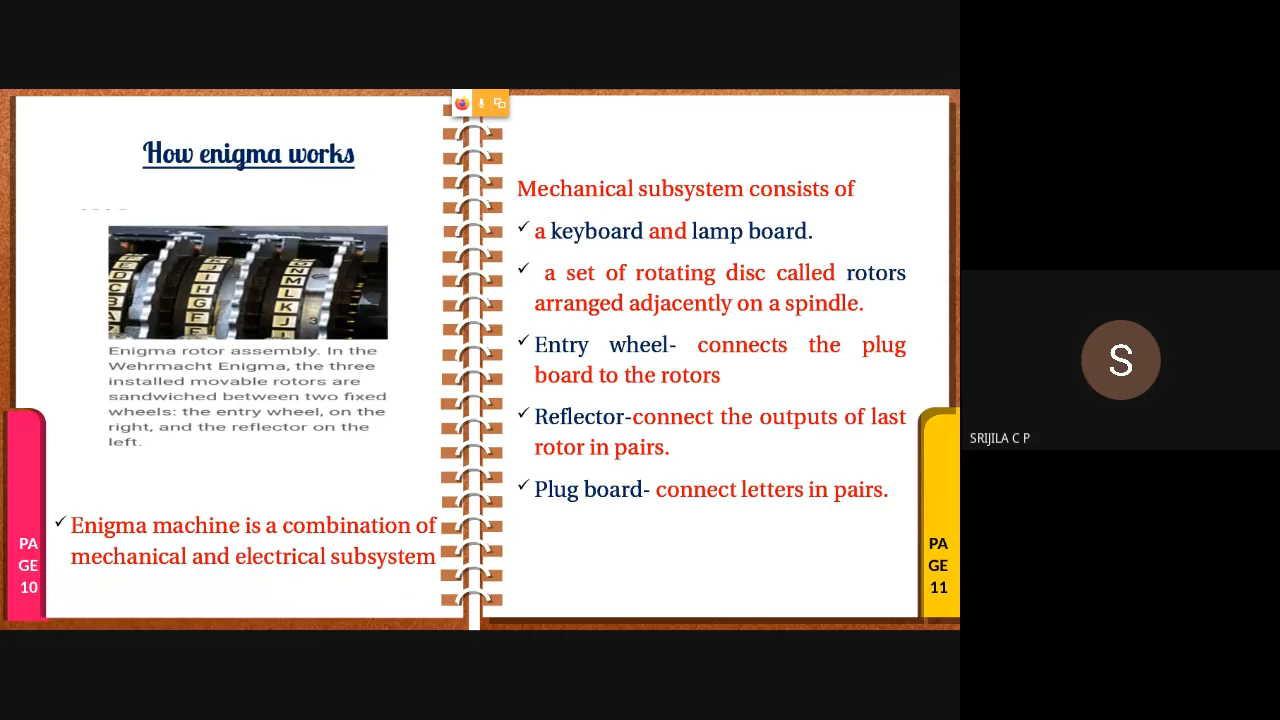 How enigma works
Enigma rotor assembly. In the
Wehrmacht Enigma, the three
installed movable rotors are
sandwiched between two fixed
wheels: the entry wheel, on the
right, and the reflector on the
left.
✓ Enigma machine is a combination of
mechanical and electrical subsystem
PA
GE
10
Mechanical subsystem consists of
✓ a keyboard and lamp board.
✓ a set of rotating disc called rotors
arranged adjacently on a spindle.
✓ Entry wheel- connects the plug
board to the rotors
✓ Reflector-connect the outputs of last
rotor in pairs.
✓ Plug board- connect letters in pairs.
PA
GE
11
S
SRIJILA C P